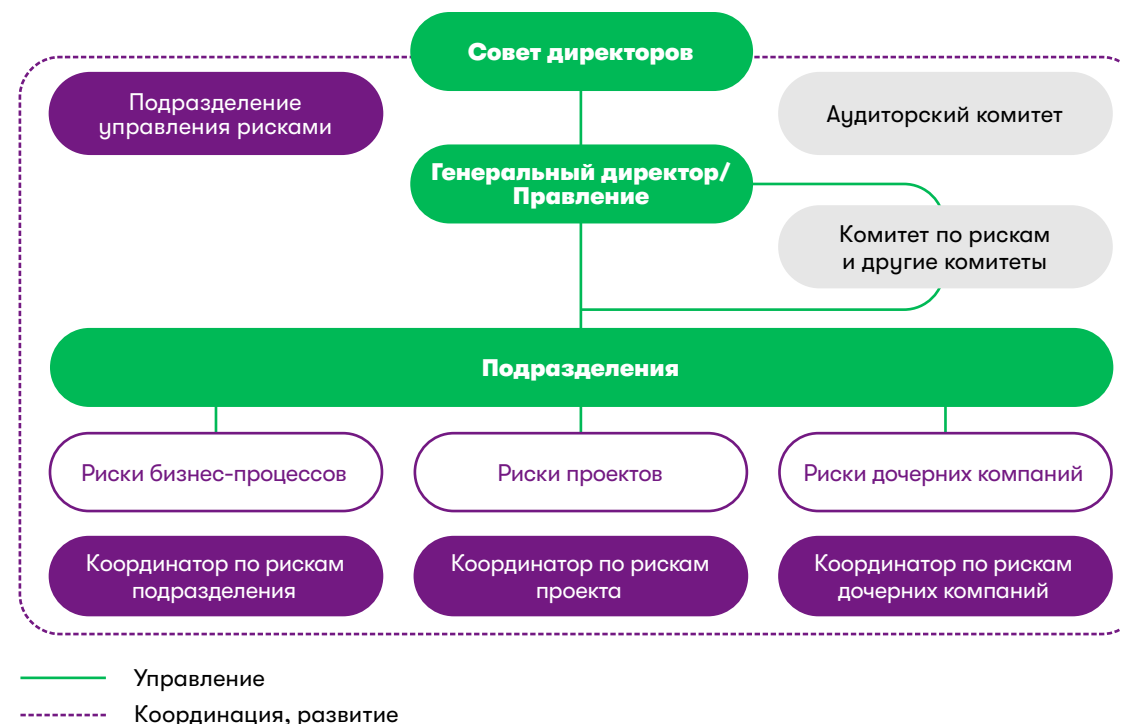 Совет директоров
Подразделение
управления рисками
Аудиторский комитет
Генеральный директор/
Правление
Комитет по рискам
и другие комитеты
Подразделения
Риски бизнес-процессов
Риски проектов
Риски дочерних компаний
Координатор по рискам
подразделения
Координатор по рискам
проекта
Координатор по рискам
дочерних компаний
Управление
Координация, развитие